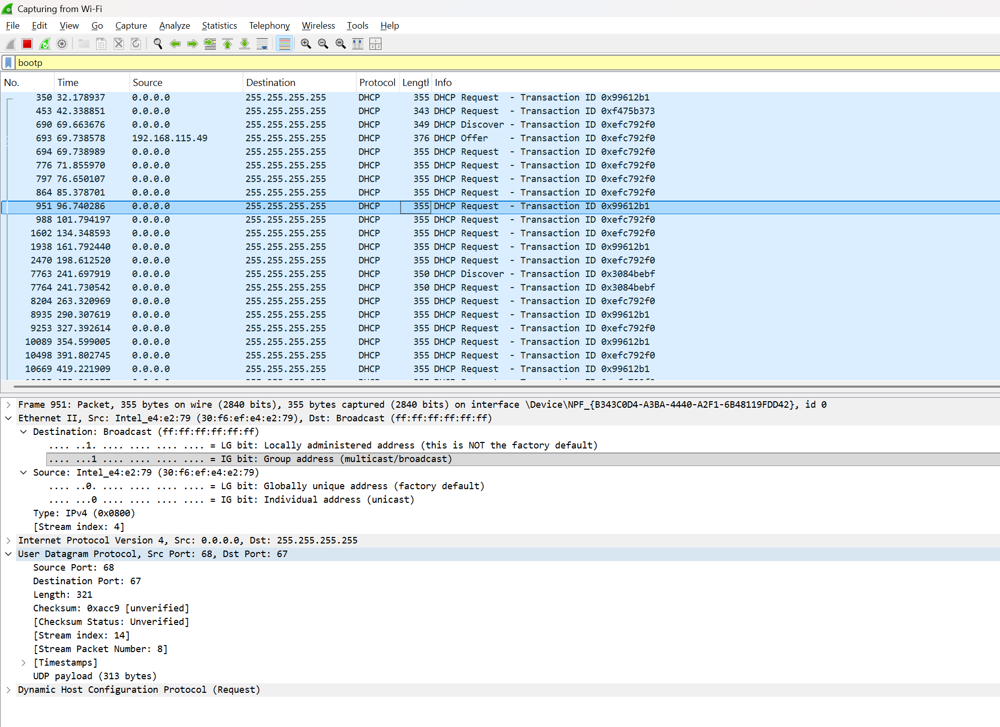 Capturing from Wi-Fi
File Edit View Go Capture Analyze Statistics Telephony Wireless Tools Help
bootp
No. Time Source Destination Protocol Length Info
350 32.178937 0.0.0.0 255.255.255.255 DHCP 355 DHCP Request - Transaction ID 0x99612b1
453 42.338851 0.0.0.0 255.255.255.255 DHCP 343 DHCP Request - Transaction ID 0xf475b373
690 69.663676 0.0.0.0 255.255.255.255 DHCP 349 DHCP Discover - Transaction ID 0xefc792f0
693 69.738578 192.168.115.49 255.255.255.255 DHCP 376 DHCP Offer - Transaction ID 0xefc792f0
694 69.738989 0.0.0.0 255.255.255.255 DHCP 355 DHCP Request - Transaction ID 0xefc792f0
776 71.855970 0.0.0.0 255.255.255.255 DHCP 355 DHCP Request - Transaction ID 0xefc792f0
797 76.650107 0.0.0.0 255.255.255.255 DHCP 355 DHCP Request - Transaction ID 0xefc792f0
864 85.378701 0.0.0.0 255.255.255.255 DHCP 355 DHCP Request - Transaction ID 0xefc792f0
951 96.740286 0.0.0.0 255.255.255.255 DHCP 355 DHCP Request - Transaction ID 0x99612b1
988 101.794197 0.0.0.0 255.255.255.255 DHCP 355 DHCP Request - Transaction ID 0xefc792f0
1602 134.348593 0.0.0.0 255.255.255.255 DHCP 355 DHCP Request - Transaction ID 0xefc792f0
1938 161.792440 0.0.0.0 255.255.255.255 DHCP 355 DHCP Request - Transaction ID 0x99612b1
2470 198.612520 0.0.0.0 255.255.255.255 DHCP 355 DHCP Request - Transaction ID 0xefc792f0
7763 241.697919 0.0.0.0 255.255.255.255 DHCP 350 DHCP Discover - Transaction ID 0x3084bebf
7764 241.730542 0.0.0.0 255.255.255.255 DHCP 350 DHCP Request - Transaction ID 0x3084bebf
8204 263.320969 0.0.0.0 255.255.255.255 DHCP 355 DHCP Request - Transaction ID 0xefc792f0
8935 290.307619 0.0.0.0 255.255.255.255 DHCP 355 DHCP Request - Transaction ID 0x99612b1
9253 327.392614 0.0.0.0 255.255.255.255 DHCP 355 DHCP Request - Transaction ID 0xefc792f0
10089 354.599005 0.0.0.0 255.255.255.255 DHCP 355 DHCP Request - Transaction ID 0x99612b1
10498 391.802745 0.0.0.0 255.255.255.255 DHCP 355 DHCP Request - Transaction ID 0xefc792f0
10669 419.221909 0.0.0.0 255.255.255.255 DHCP 355 DHCP Request - Transaction ID 0x99612b1
Frame 951: Packet, 355 bytes on wire (2840 bits), 355 bytes captured (2840 bits) on interface \Device\NPF_{B343C0D4-A3BA-4440-A2F1-6B48119FDD42}, id 0
Ethernet II, Src: Intel_e4:e2:79 (30:f6:ef:e4:e2:79), Dst: Broadcast (ff:ff:ff:ff:ff:ff)
Destination: Broadcast (ff:ff:ff:ff:ff:ff)
.... ..1. .... .... .... .... = LG bit: Locally administered address (this is NOT the factory default)
.... ...1 .... .... .... .... = IG bit: Group address (multicast/broadcast)
Source: Intel_e4:e2:79 (30:f6:ef:e4:e2:79)
.... ..0. .... .... .... .... = LG bit: Globally unique address (factory default)
.... ...0 .... .... .... .... = IG bit: Individual address (unicast)
Type: IPv4 (0x0800)
[Stream index: 4]
Internet Protocol Version 4, Src: 0.0.0.0, Dst: 255.255.255.255
User Datagram Protocol, Src Port: 68, Dst Port: 67
Source Port: 68
Destination Port: 67
Length: 321
Checksum: 0xacc9 [unverified]
[Checksum Status: Unverified]
[Stream index: 14]
[Stream Packet Number: 8]
[Timestamps]
UDP payload (313 bytes)
Dynamic Host Configuration Protocol (Request)